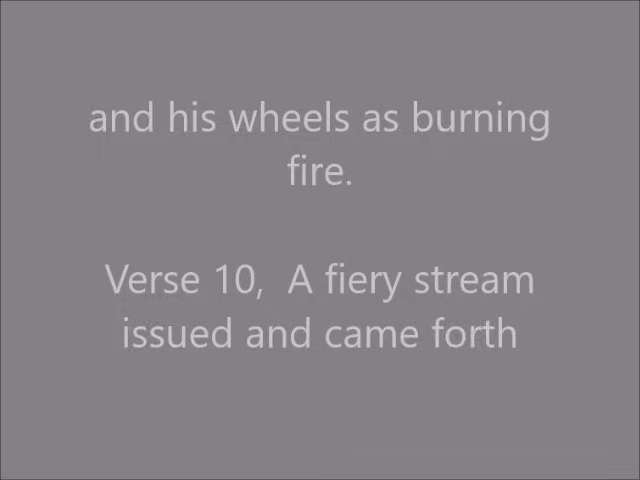 and his wheels as burning
fire.
Verse 10,  A fiery stream
issued and came forth